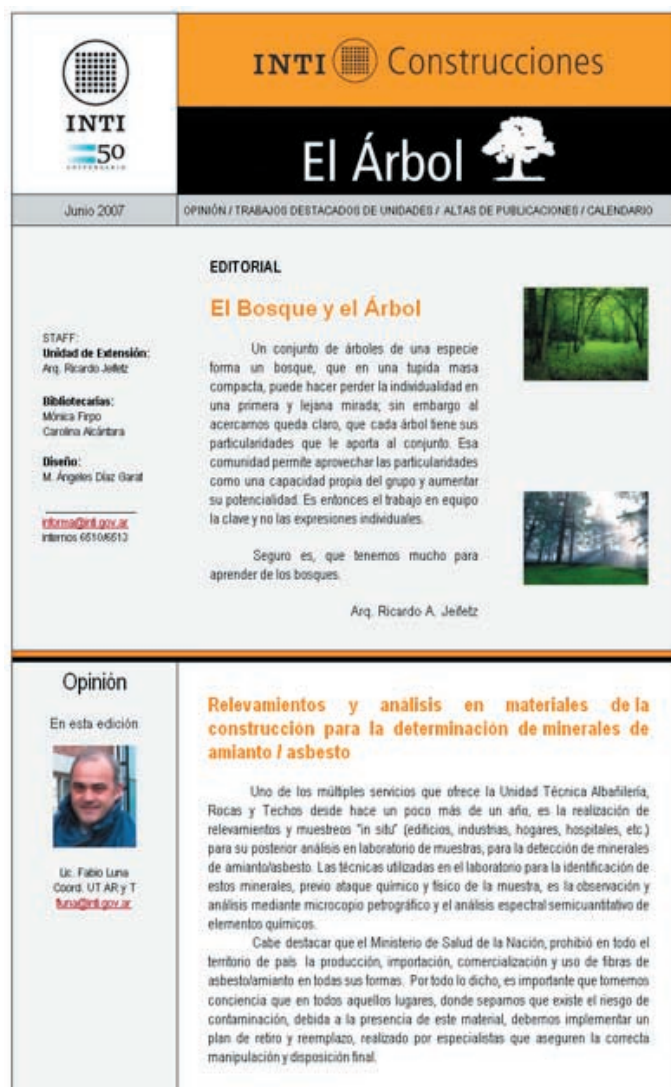 INTI
50
ANIVERSARIO
INTI Construcciones
El Árbol
Junio 2007
OPINIÓN / TRABAJOS DESTACADOS DE UNIDADES / ALTAS DE PUBLICACIONES / CALENDARIO
STAFF:
Unidad de Extensión:
Arq. Ricardo Jeifetz
Bibliotecarias:
Mónica Firpo
Carolina Alcántara
Diseño:
M. Ángeles Díaz Garat
informa@inti.gov.ar
internos 6510/6513
EDITORIAL
El Bosque y el Árbol
Un conjunto de árboles de una especie
forma un bosque, que en una tupida masa
compacta, puede hacer perder la individualidad en
una primera y lejana mirada; sin embargo al
acercarnos queda claro, que cada árbol tiene sus
particularidades que le aporta al conjunto. Esa
comunidad permite aprovechar las particularidades
como una capacidad propia del grupo y aumentar
su potencialidad. Es entonces el trabajo en equipo
la clave y no las expresiones individuales.
Seguro es, que tenemos mucho para
aprender de los bosques.
Arq. Ricardo A. Jeifetz
Opinión
En esta edición
Lic. Fabio Luna
Coord. UT AR y T
fluna@inti.gov.ar
Relevamientos y análisis en materiales de la
construcción para la determinación de minerales de
amianto / asbesto
Uno de los múltiples servicios que ofrece la Unidad Técnica Albañilería,
Rocas y Techos desde hace un poco más de un año, es la realización de
relevamientos y muestreos "in situ" (edificios, industrias, hogares, hospitales, etc.)
para su posterior análisis en laboratorio de muestras, para la detección de minerales
de amianto/asbesto. Las técnicas utilizadas en el laboratorio para la identificación de
estos minerales, previo ataque químico y físico de la muestra, es la observación y
análisis mediante microcopio petrográfico y el análisis espectral semicuantitativo de
elementos químicos.
Cabe destacar que el Ministerio de Salud de la Nación, prohibió en todo el
territorio de país la producción, importación, comercialización y uso de fibras de
asbesto/amianto en todas sus formas. Por todo lo dicho, es importante que tomemos
conciencia que en todos aquellos lugares, donde sepamos que existe el riesgo de
contaminación, debida a la presencia de este material, debemos implementar un
plan de retiro y reemplazo, realizado por especialistas que aseguren la correcta
manipulación y disposición final.